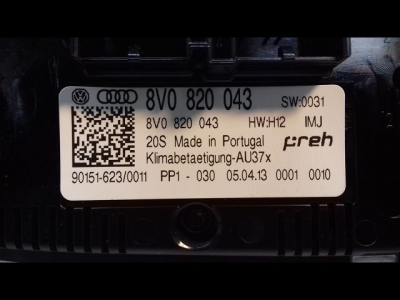 8V0 820 043 SW:0031
8V0 820 043 HW:H12 IMJ
20S Made in Portugal preh
Klimabetaetigung-AU37x
90151-623/0011 PP1 - 030 05.04.13 0001 0010